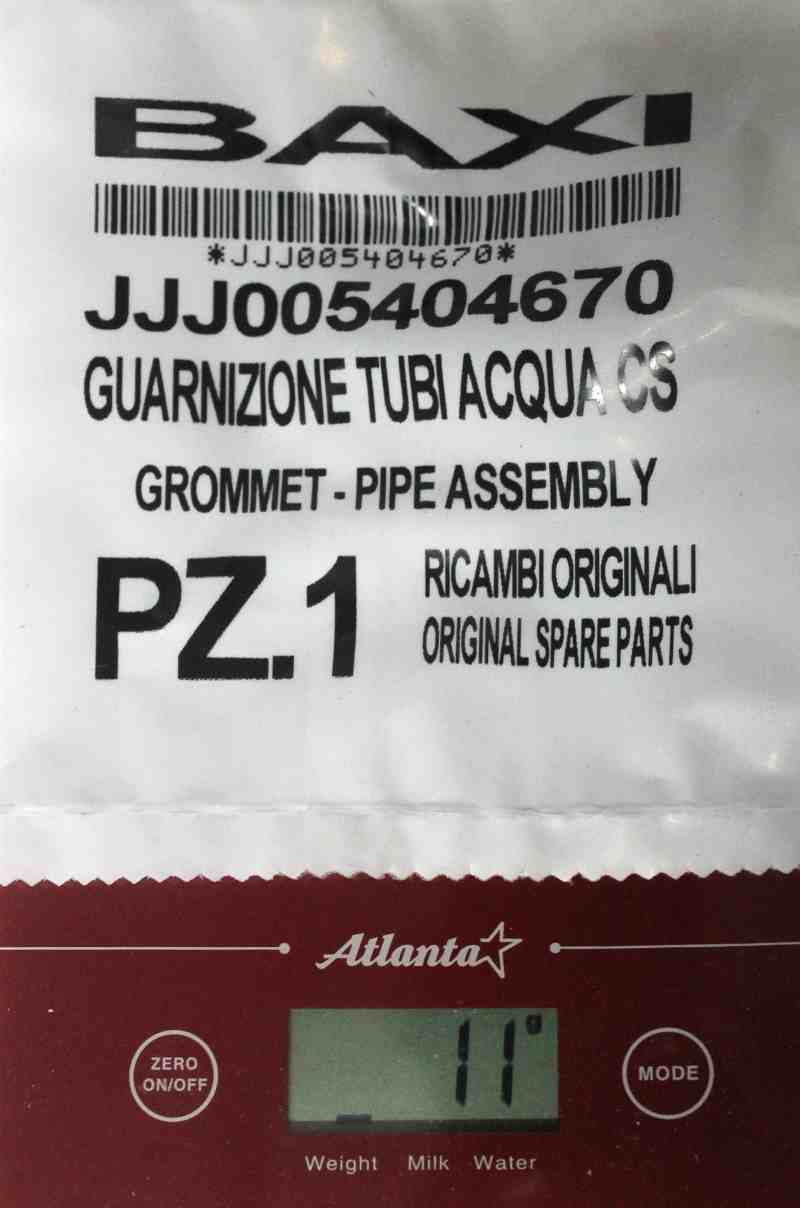 BAXI
*JJJ005404670*
JJJ005404670
GUARNIZIONE TUBI ACQUA CS
GROMMET - PIPE ASSEMBLY
PZ.1
RICAMBI ORIGINALI
ORIGINAL SPARE PARTS
Atlanta
ZERO
ON/OFF
11g
MODE
Weight Milk Water